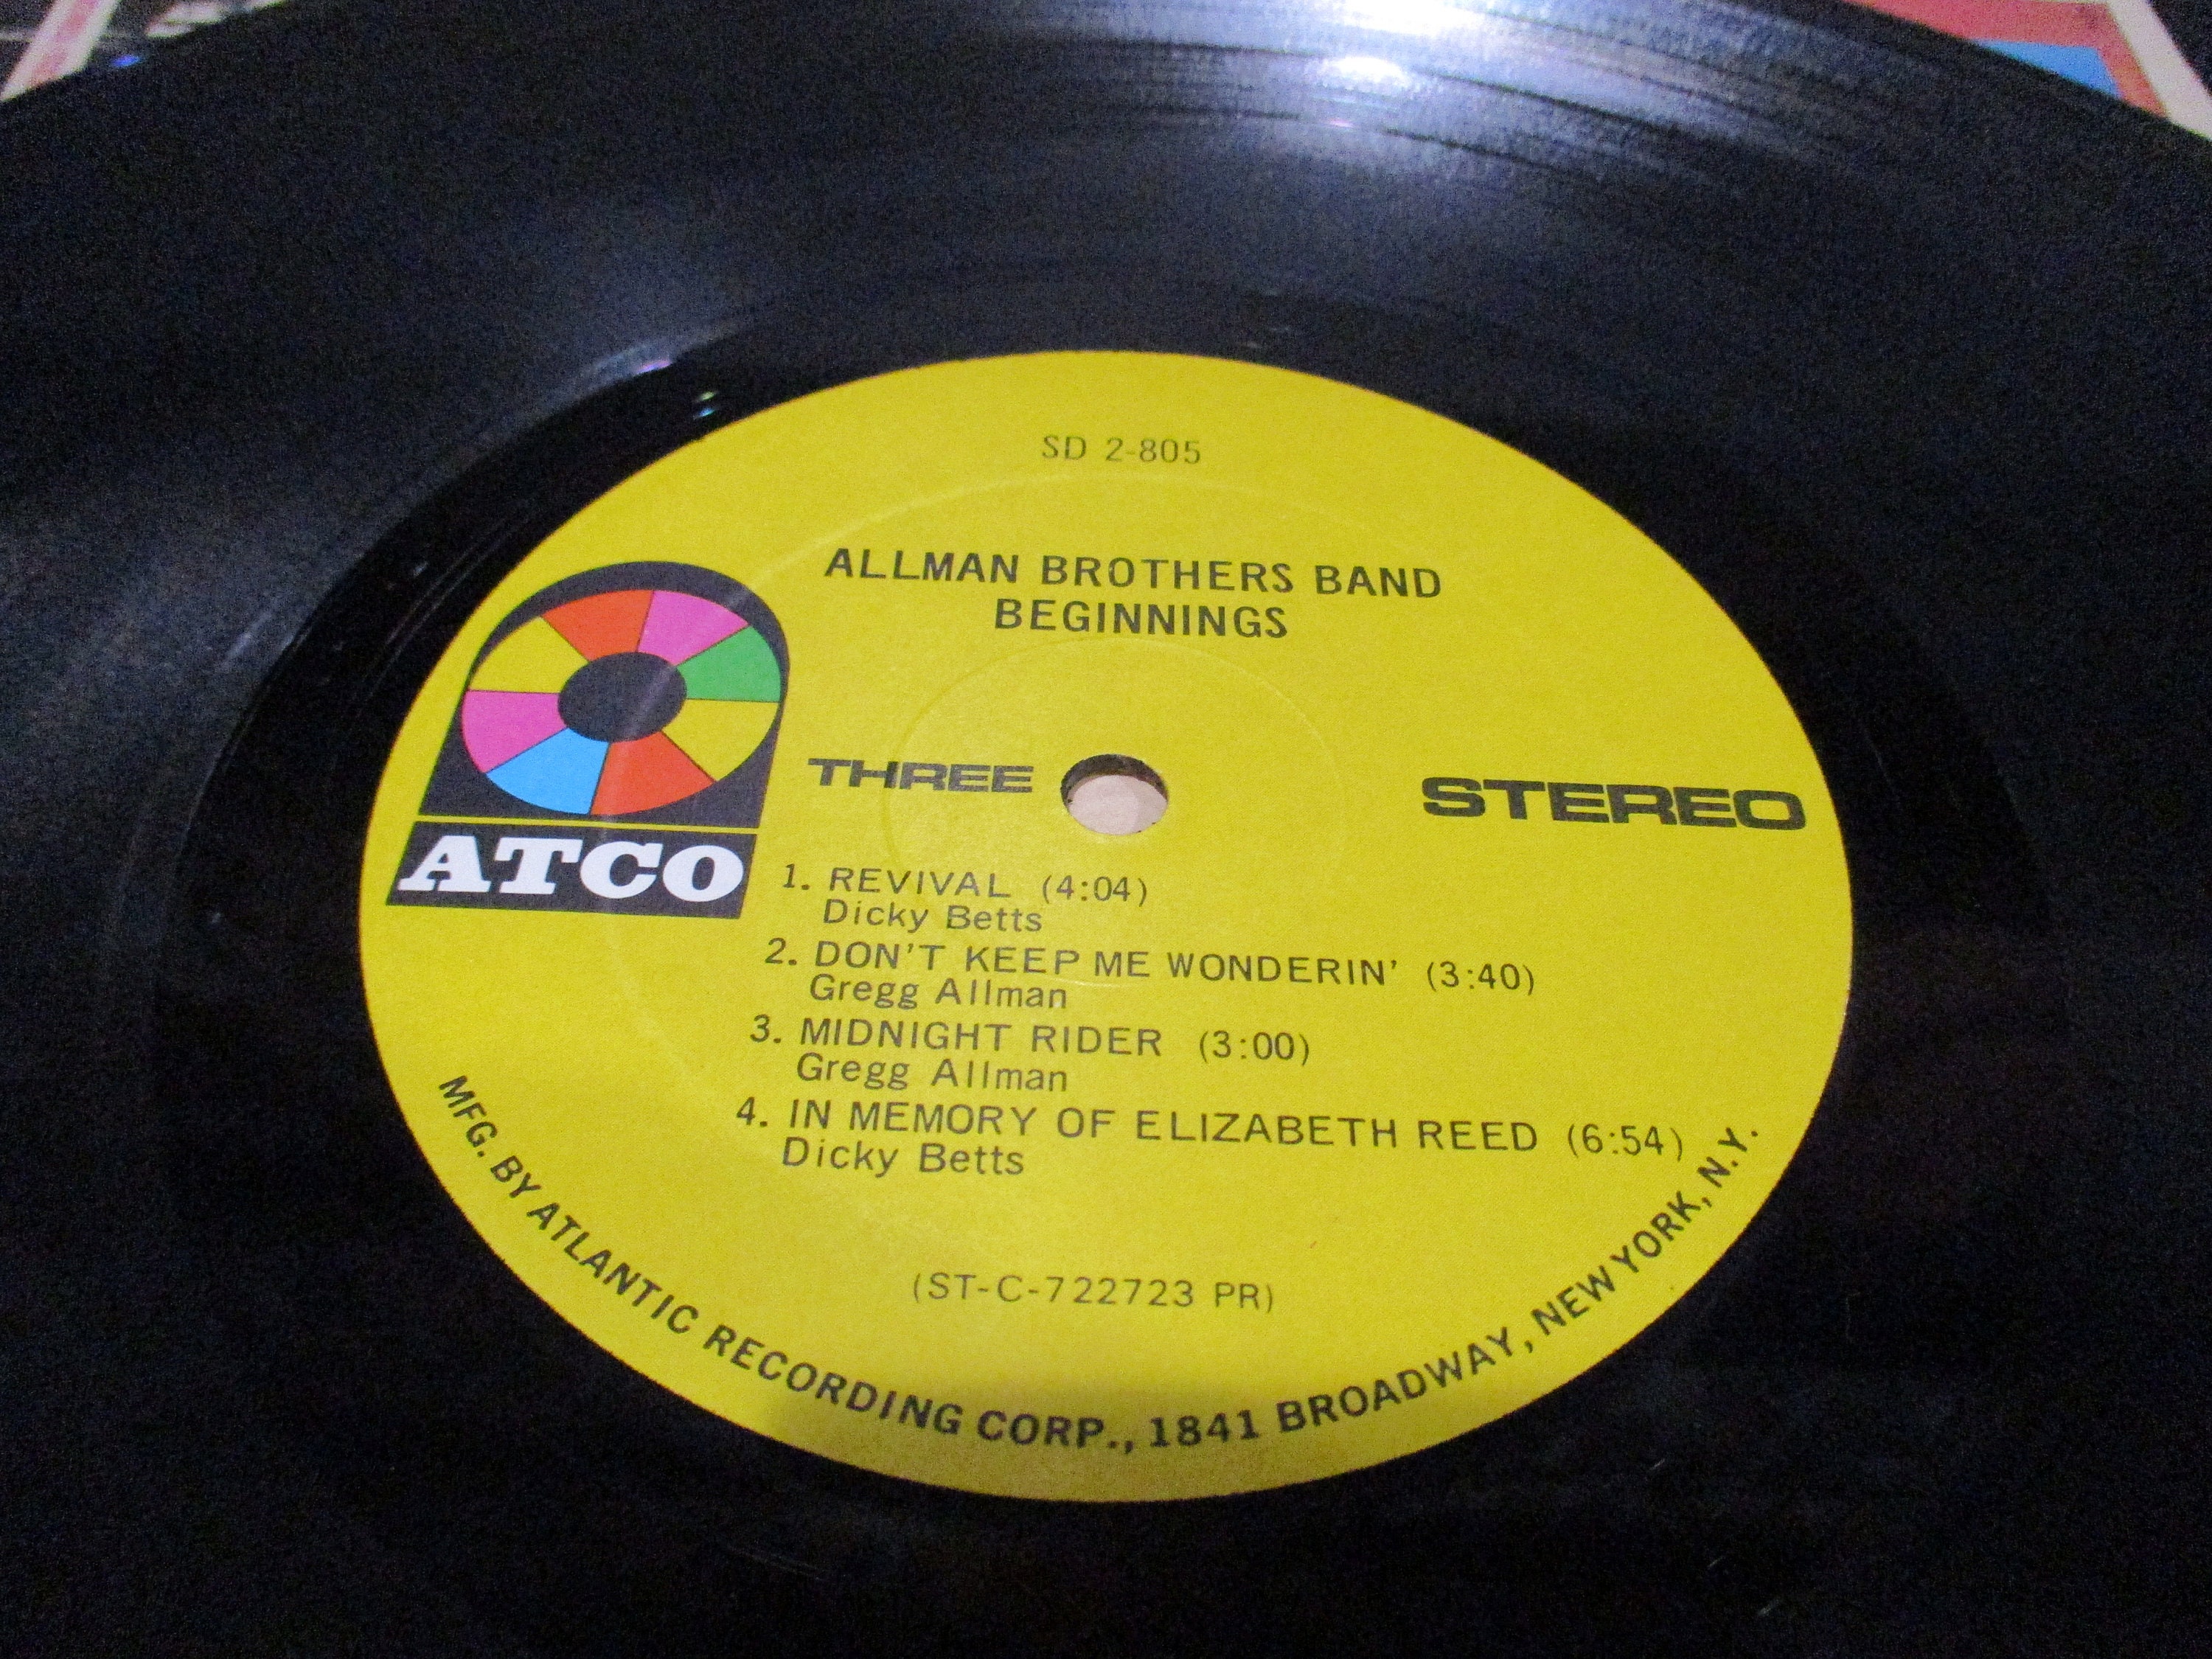 SD 2-805
ALLMAN BROTHERS BAND
BEGINNINGS
THREE
STEREO
ATCO
1. REVIVAL (4:04)
Dicky Betts
2. DON'T KEEP ME WONDERIN' (3:40)
Gregg Allman
3. MIDNIGHT RIDER (3:00)
Gregg Allman
4. IN MEMORY OF ELIZABETH REED (6:54)
Dicky Betts
(ST-C-722723 PR)
MFG. BY ATLANTIC RECORDING CORP., 1841 BROADWAY, NEW YORK, N.Y.